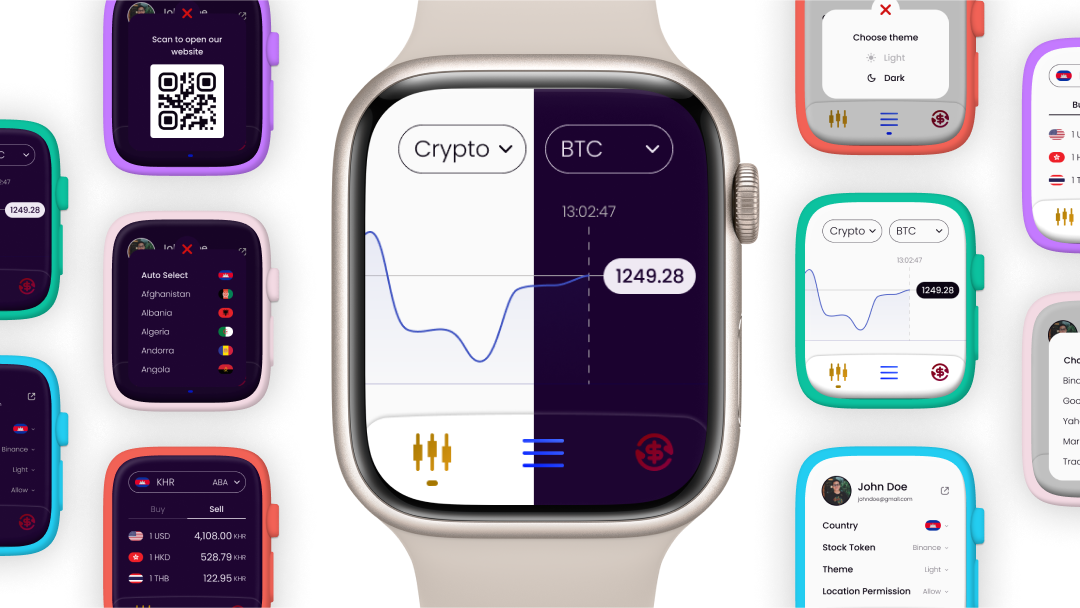 C
:47
1249.28
Binance
Light
Allow
Scan to open our
website
Auto Select
Afghanistan
Albania
Algeria
Andorra
Angola
KHR
ABA
Buy
Sell
1 USD
4,108.00 KHR
1 HKD
528.79 KHR
1 THB
122.95 KHR
Crypto
BTC
13:02:47
1249.28
Choose theme
Light
Dark
Crypto
BTC
13:02:47
1249.28
John Doe
johndoe@gmail.com
Country
Stock Token
Binance
Theme
Light
Location Permission
Allow
Bu
1 U
1 H
1 T
Cho
Bina
Goo
Yah
Mar
Trad